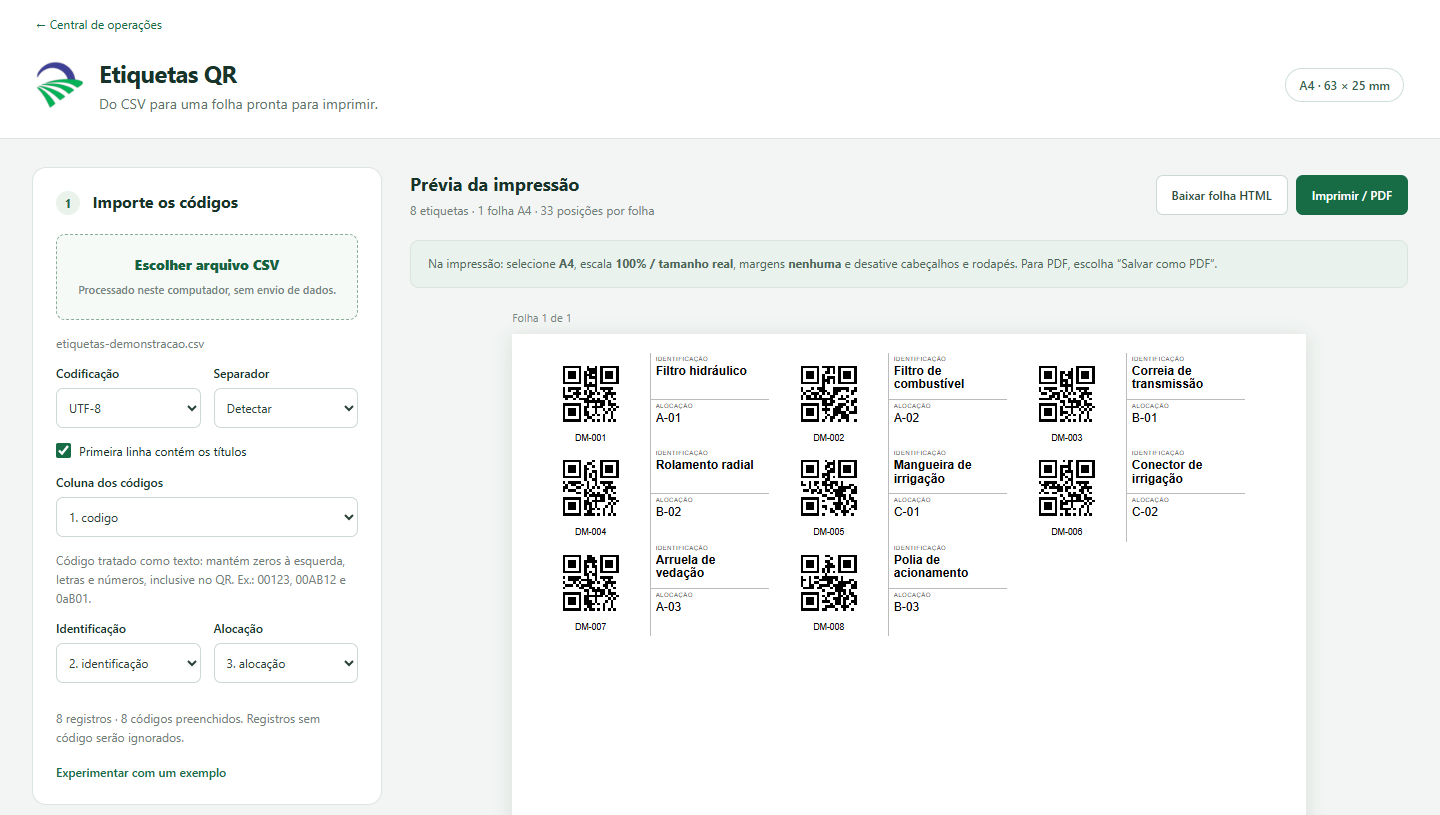 ← Central de operações
Etiquetas QR
Do CSV para uma folha pronta para imprimir.
A4 · 63 × 25 mm
1
Importe os códigos
Escolher arquivo CSV
Processado neste computador, sem envio de dados.
etiquetas-demonstracao.csv
Codificação
Separador
UTF-8
Detectar
Primeira linha contém os títulos
Coluna dos códigos
1. codigo
Código tratado como texto: mantém zeros à esquerda,
letras e números, inclusive no QR. Ex.: 00123, 00AB12 e
0aB01.
Identificação
Alocação
2. identificação
3. alocação
8 registros · 8 códigos preenchidos. Registros sem
código serão ignorados.
Experimentar com um exemplo
Prévia da impressão
8 etiquetas · 1 folha A4 · 33 posições por folha
Baixar folha HTML
Imprimir / PDF
Na impressão: selecione A4, escala 100% / tamanho real, margens nenhuma e desative cabeçalhos e rodapés. Para PDF, escolha “Salvar como PDF”.
Folha 1 de 1
IDENTIFICAÇÃO
Filtro hidráulico
ALOCAÇÃO
A-01
DM-001
IDENTIFICAÇÃO
Filtro de
combustível
ALOCAÇÃO
A-02
DM-002
IDENTIFICAÇÃO
Correia de
transmissão
ALOCAÇÃO
B-01
DM-003
IDENTIFICAÇÃO
Rolamento radial
ALOCAÇÃO
B-02
DM-004
IDENTIFICAÇÃO
Mangueira de
irrigação
ALOCAÇÃO
C-01
DM-005
IDENTIFICAÇÃO
Conector de
irrigação
ALOCAÇÃO
C-02
DM-006
IDENTIFICAÇÃO
Arruela de
vedação
ALOCAÇÃO
A-03
DM-007
IDENTIFICAÇÃO
Polia de
acionamento
ALOCAÇÃO
B-03
DM-008